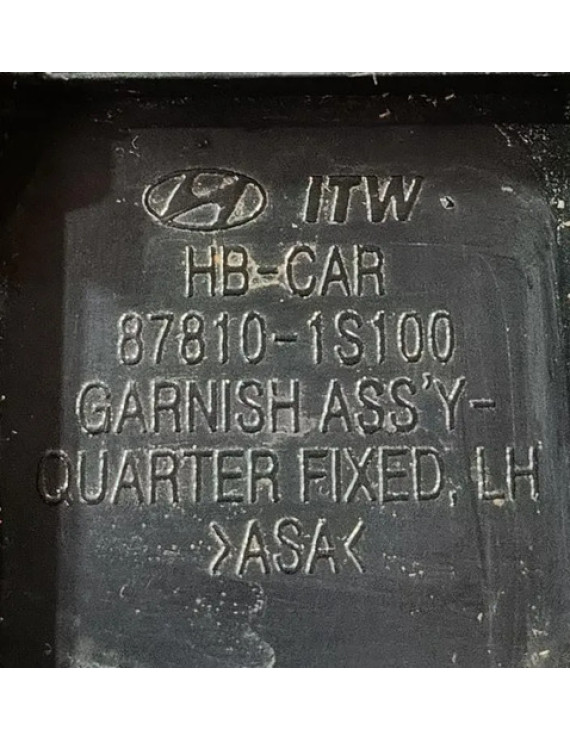 ITW
HB-CAR
87810-1S100
GARNISH ASS'Y-
QUARTER FIXED, LH
>ASA<